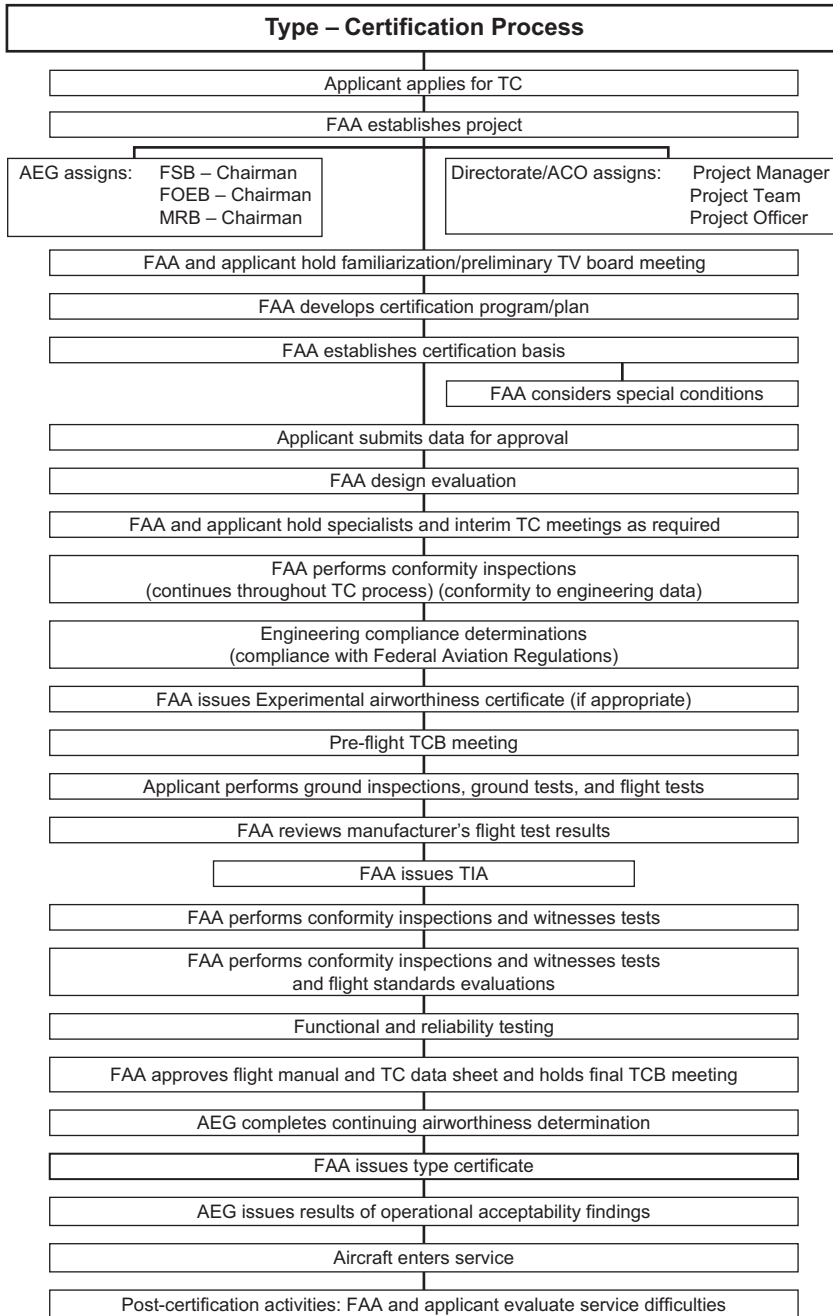 Type – Certification Process
Applicant applies for TC
FAA establishes project
AEG assigns: FSB – Chairman
FOEB – Chairman
MRB – Chairman
Directorate/ACO assigns: Project Manager
Project Team
Project Officer
FAA and applicant hold familiarization/preliminary TV board meeting
FAA develops certification program/plan
FAA establishes certification basis
FAA considers special conditions
Applicant submits data for approval
FAA design evaluation
FAA and applicant hold specialists and interim TC meetings as required
FAA performs conformity inspections
(continues throughout TC process) (conformity to engineering data)
Engineering compliance determinations
(compliance with Federal Aviation Regulations)
FAA issues Experimental airworthiness certificate (if appropriate)
Pre-flight TCB meeting
Applicant performs ground inspections, ground tests, and flight tests
FAA reviews manufacturer's flight test results
FAA issues TIA
FAA performs conformity inspections and witnesses tests
FAA performs conformity inspections and witnesses tests
and flight standards evaluations
Functional and reliability testing
FAA approves flight manual and TC data sheet and holds final TCB meeting
AEG completes continuing airworthiness determination
FAA issues type certificate
AEG issues results of operational acceptability findings
Aircraft enters service
Post-certification activities: FAA and applicant evaluate service difficulties